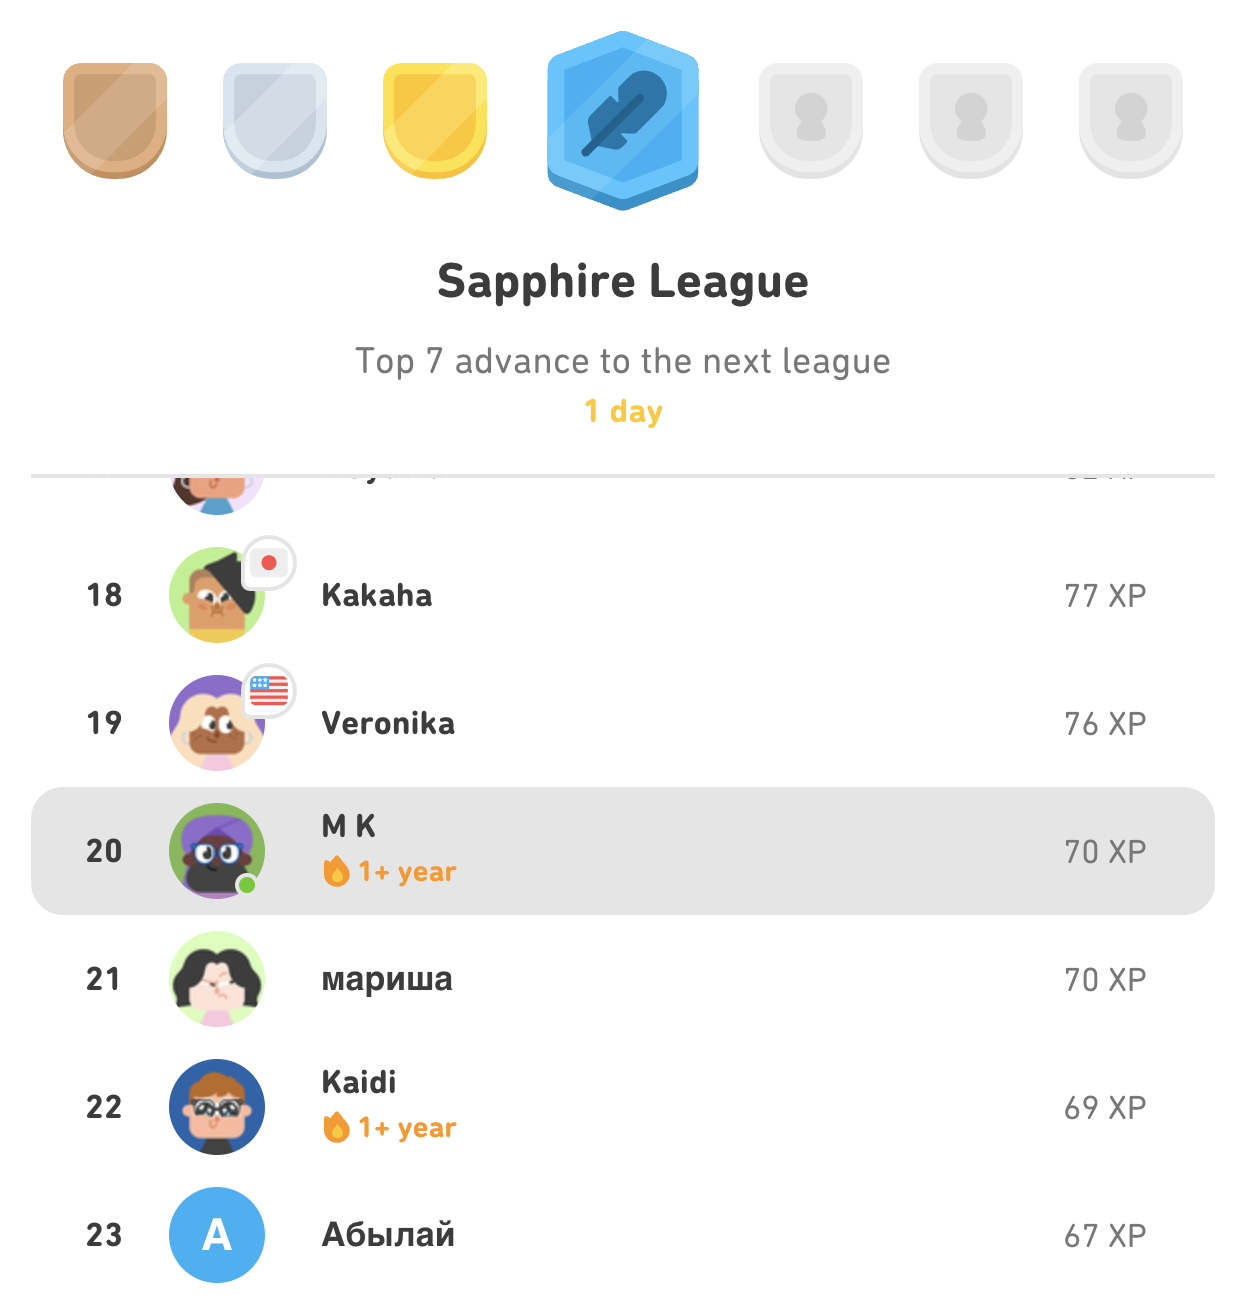 Sapphire League
Top 7 advance to the next league
1 day
18 Kakaha 77 XP
19 Veronika 76 XP
20 M K 70 XP
1+ year
21 мариша 70 XP
22 Kaidi 69 XP
1+ year
23 A Абылай 67 XP